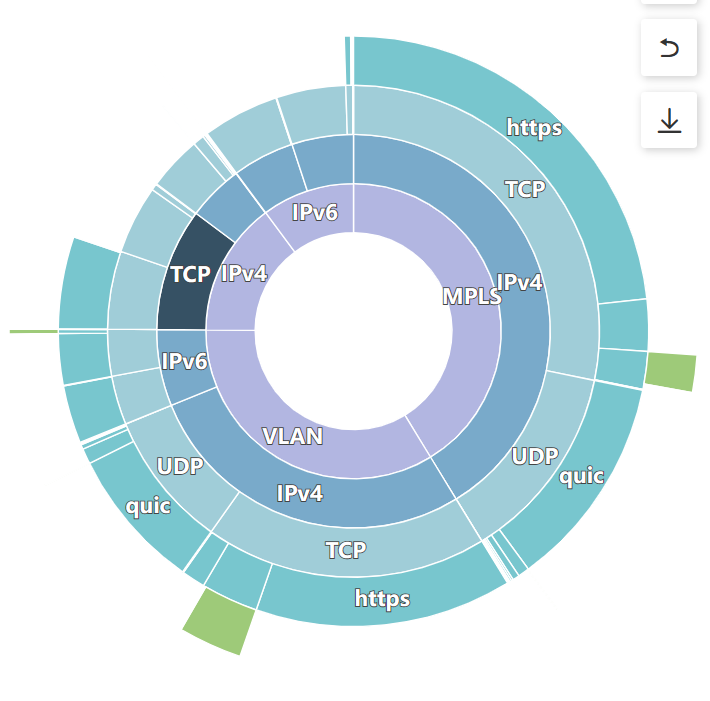 https
TCP
IPv6
TCP
IPv4
IPv4
MPLS
IPv6
VLAN
UDP
UDP
quic
IPv4
quic
TCP
https